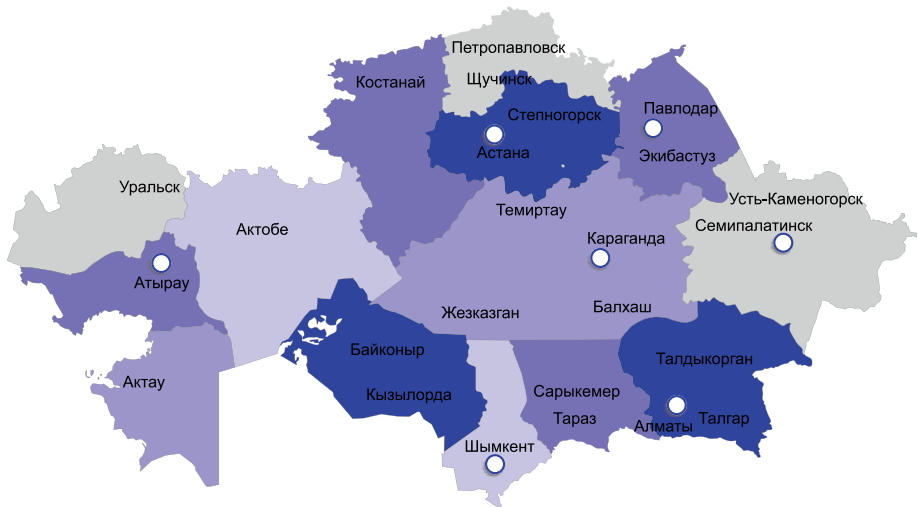 Петропавловск
Костанай
Щучинск
Павлодар
Степногорск
Астана
Экибастуз
Уральск
Усть-Каменогорск
Темиртау
Семипалатинск
Актобе
Караганда
Атырау
Балхаш
Жезказган
Байконыр
Талдыкорган
Актау
Кызылорда
Сарыкемер
Тараз
Талгар
Алматы
Шымкент